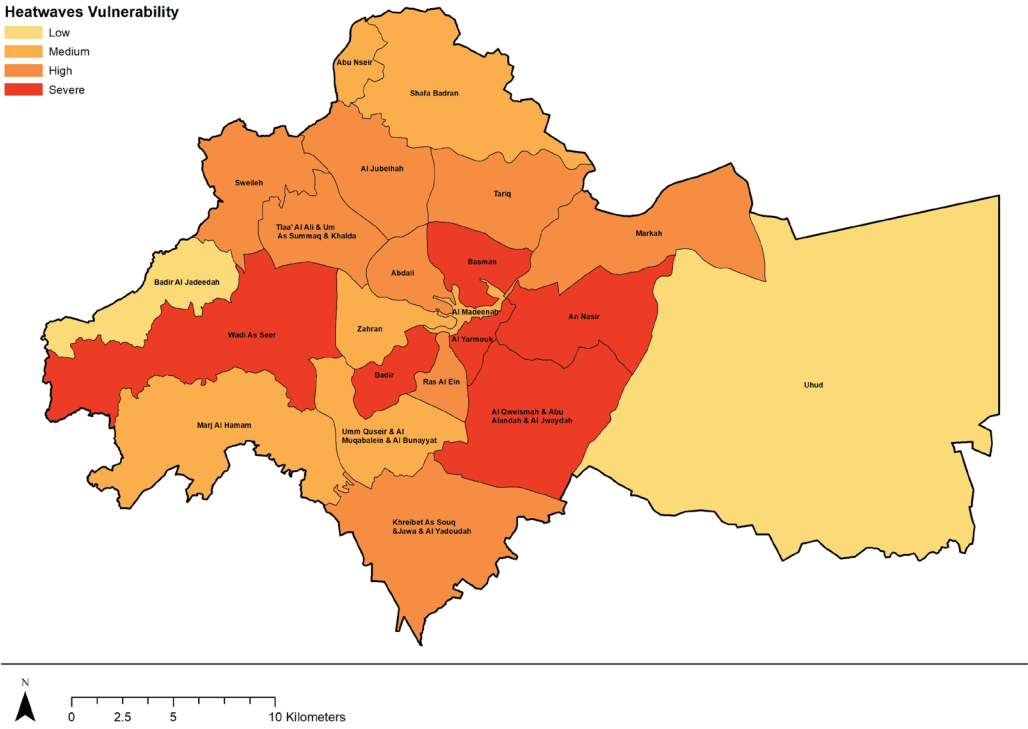 Heatwaves Vulnerability
Low
Medium
High
Severe
Abu Nseir
Shafa Badran
Al Jubeihah
Sweileh
Tariq
Tlaa' Al Ali & Um
As Summaq & Khalda
Markah
Abdali
Basman
Badir Al Jadeedah
Al Madeenah
An Nasir
Zahran
Wadi As Seer
Al Yarmouk
Badir
Ras Al Ein
Uhud
Al Qweismah & Abu
Alandah & Al Jwaydah
Marj Al Hamam
Umm Quseir & Al
Muqabalein & Al Bunayyat
Khreibet As Souq
&Jawa & Al Yadoudah
N
0 2.5 5 10 Kilometers